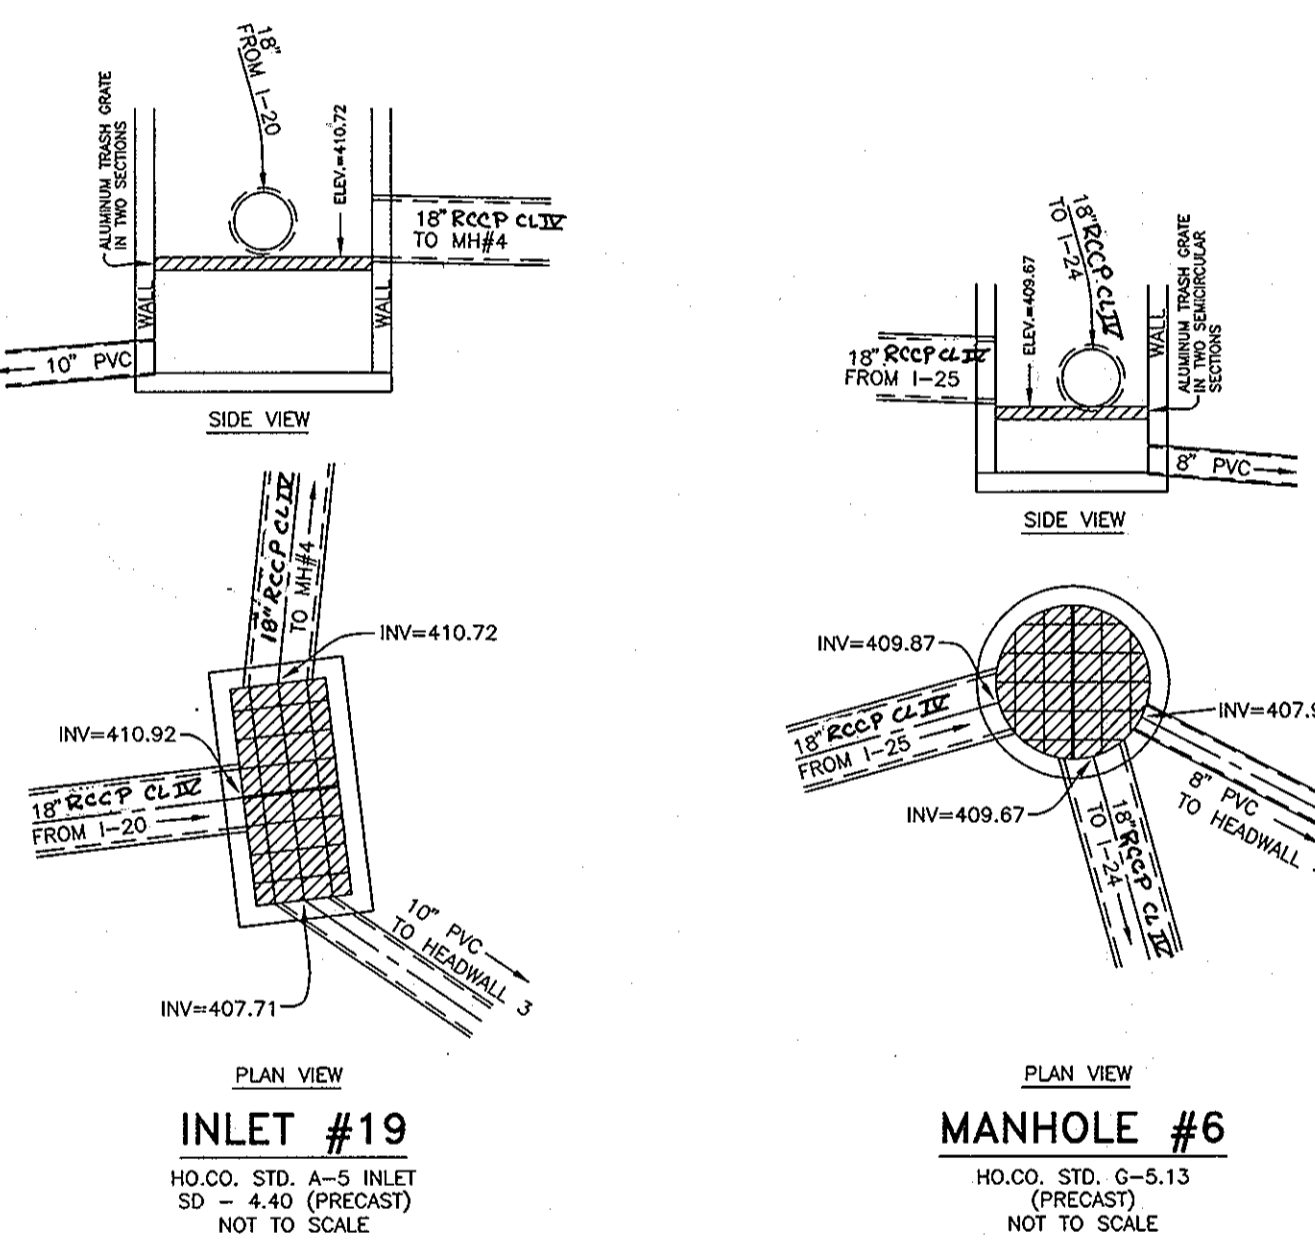 18"
FROM I-20
ALUMINUM TRASH GRATE
IN TWO SECTIONS
ELEV.=410.72
18" RCCP CL IV
TO MH#4
WALL
WALL
10" PVC
SIDE VIEW
18" RCCP CL IV
TO MH#4
INV=410.72
INV=410.92
18" RCCP CL IV
FROM I-20
10" PVC
TO HEADWALL 3
INV=407.71
PLAN VIEW
INLET #19
HO.CO. STD. A-5 INLET
SD - 4.40 (PRECAST)
NOT TO SCALE
18" RCCP CL IV
TO I-24
ELEV.=409.67
WALL
ALUMINUM TRASH GRATE
IN TWO SEMICIRCULAR
SECTIONS
18" RCCP CL IV
FROM I-25
8" PVC
SIDE VIEW
INV=409.87
18" RCCP CL IV
FROM I-25
INV=407.9
INV=409.67
8" PVC
TO HEADWALL
18" RCCP CL IV
TO I-24
PLAN VIEW
MANHOLE #6
HO.CO. STD. G-5.13
(PRECAST)
NOT TO SCALE